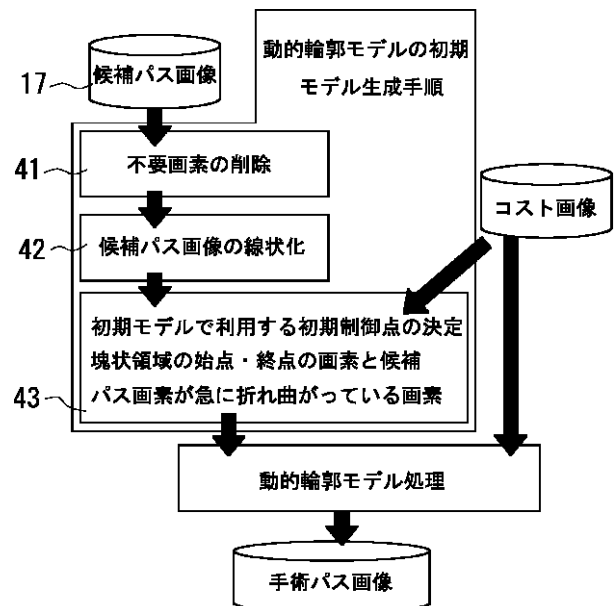 動的輪郭モデルの初期
モデル生成手順
17
候補パス画像
41
不要画素の削除
コスト画像
42
候補パス画像の線状化
初期モデルで利用する初期制御点の決定
塊状領域の始点・終点の画素と候補
パス画素が急に折れ曲がっている画素
43
動的輪郭モデル処理
手術パス画像